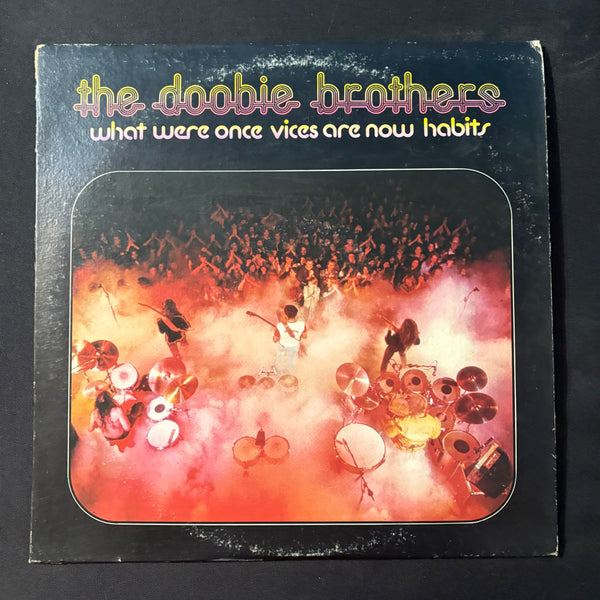 the doobie brothers
what were once vices are now habits